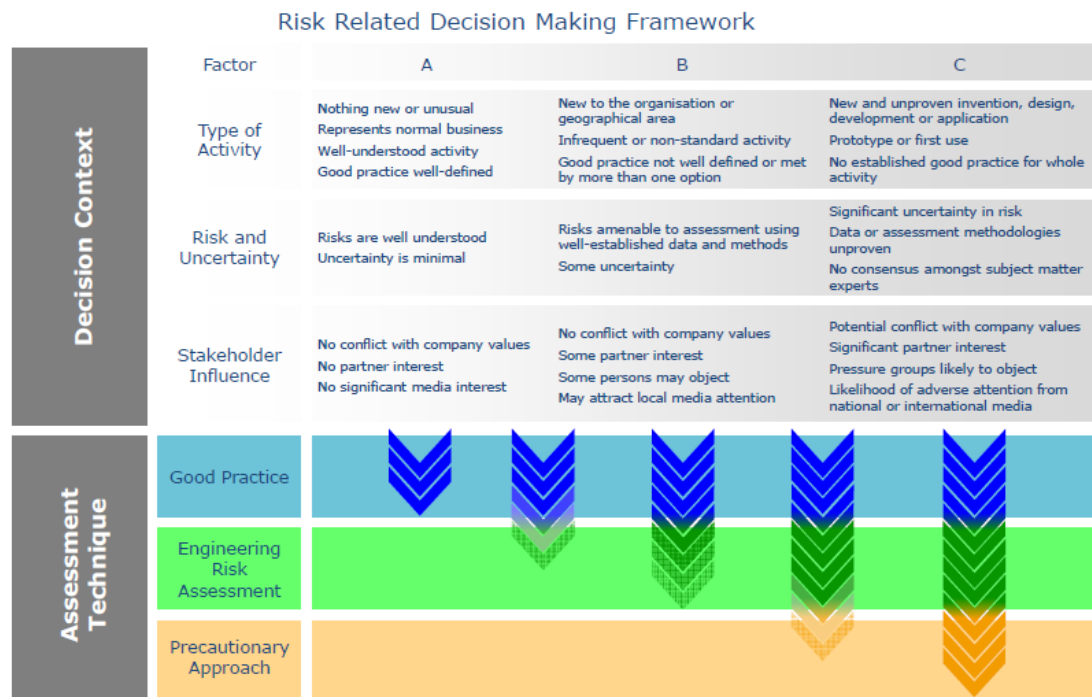 Risk Related Decision Making Framework
Decision Context
Factor
A
B
C
Type of
Activity
Nothing new or unusual
Represents normal business
Well-understood activity
Good practice well-defined
New to the organisation or
geographical area
Infrequent or non-standard activity
Good practice not well defined or met
by more than one option
New and unproven invention, design,
development or application
Prototype or first use
No established good practice for whole
activity
Risk and
Uncertainty
Risks are well understood
Uncertainty is minimal
Risks amenable to assessment using
well-established data and methods
Some uncertainty
Significant uncertainty in risk
Data or assessment methodologies
unproven
No consensus amongst subject matter
experts
Stakeholder
Influence
No conflict with company values
No partner interest
No significant media interest
No conflict with company values
Some partner interest
Some persons may object
May attract local media attention
Potential conflict with company values
Significant partner interest
Pressure groups likely to object
Likelihood of adverse attention from
national or international media
Assessment
Technique
Good Practice
Engineering
Risk
Assessment
Precautionary
Approach